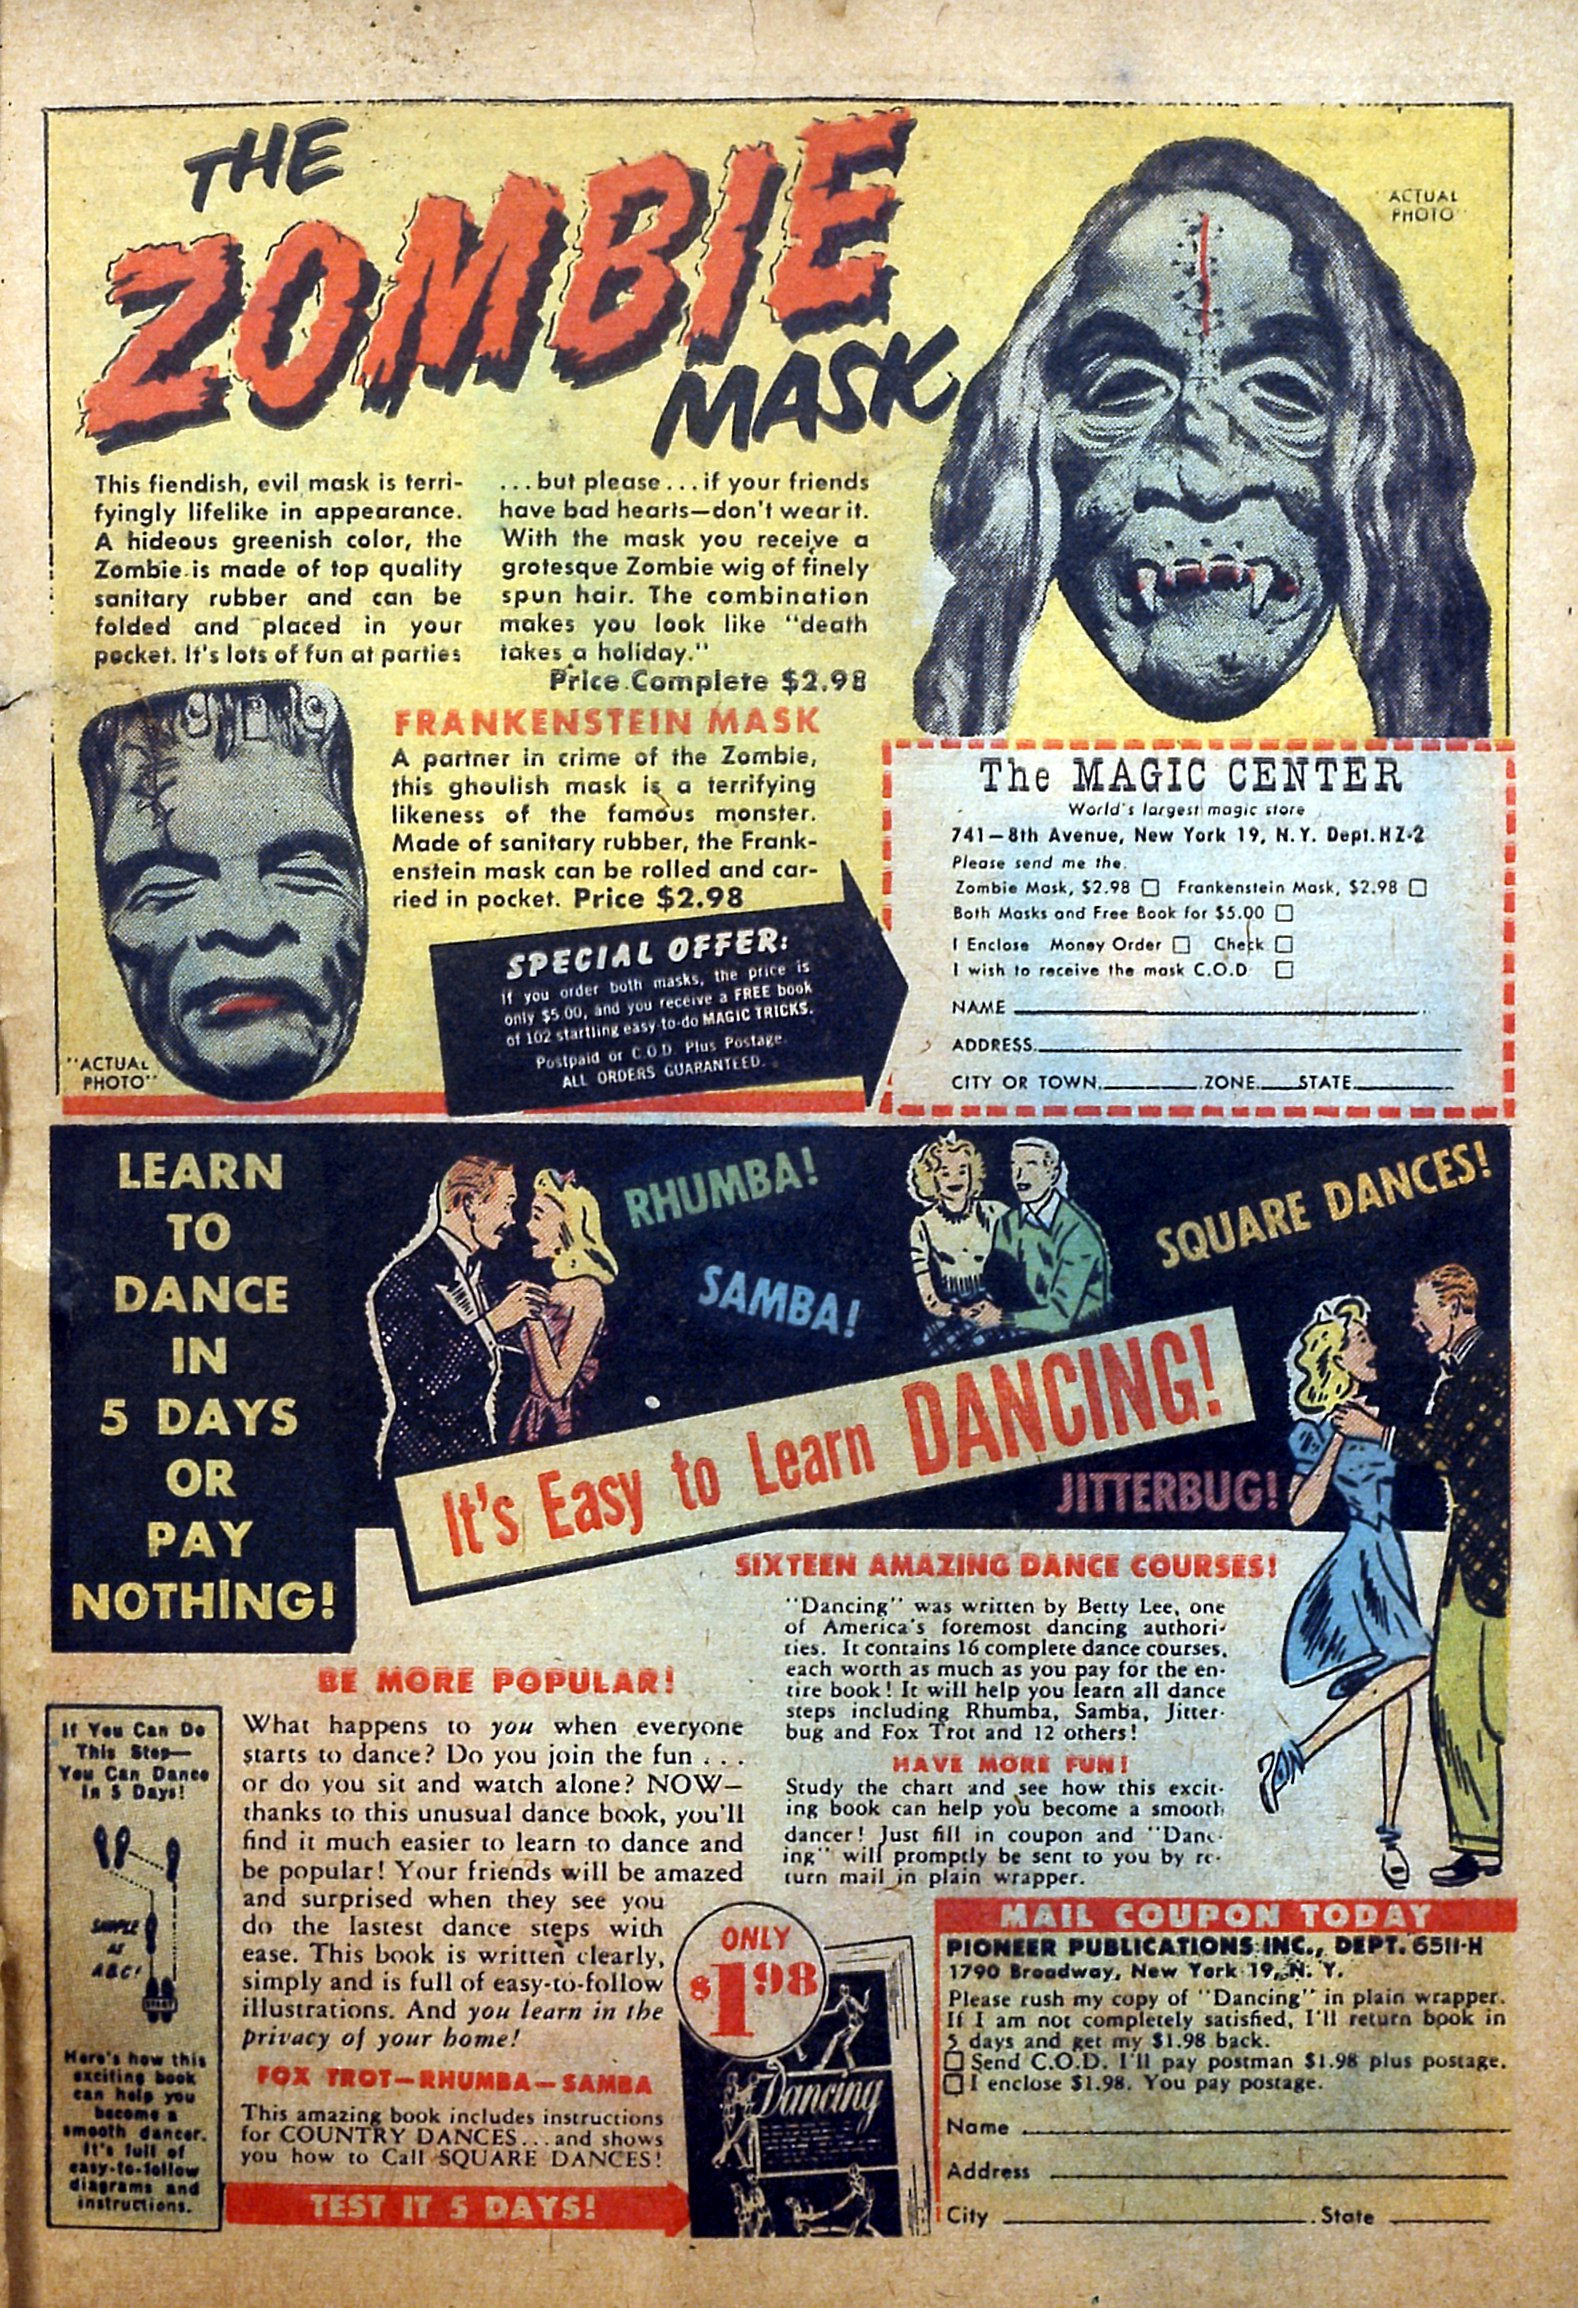 THE
ZOMBIE
MASK
"ACTUAL
PHOTO"
This fiendish, evil mask is terri-
fyingly lifelike in appearance.
A hideous greenish color, the
Zombie is made of top quality
sanitary rubber and can be
folded and placed in your
pocket. It's lots of fun at parties
...but please...if your friends
have bad hearts—don't wear it.
With the mask you receive a
grotesque Zombie wig of finely
spun hair. The combination
makes you look like "death
takes a holiday."
Price Complete $2.98
FRANKENSTEIN MASK
A partner in crime of the Zombie,
this ghoulish mask is a terrifying
likeness of the famous monster.
Made of sanitary rubber, the Frank-
enstein mask can be rolled and car-
ried in pocket. Price $2.98
"ACTUAL
PHOTO"
SPECIAL OFFER:
If you order both masks, the price is
only $5.00, and you receive a FREE book
of 102 startling easy-to-do MAGIC TRICKS.
Postpaid or C.O.D. Plus Postage.
ALL ORDERS GUARANTEED.
The MAGIC CENTER
World's largest magic store
741—8th Avenue, New York 19, N.Y. Dept. HZ-2
Please send me the.
Zombie Mask, $2.98 □ Frankenstein Mask, $2.98 □
Both Masks and Free Book for $5.00 □
I Enclose Money Order □ Check □
I wish to receive the mask C.O.D □
NAME
ADDRESS
CITY OR TOWN ZONE STATE
LEARN
TO
DANCE
IN
5 DAYS
OR
PAY
NOTHING!
RHUMBA!
SAMBA!
SQUARE DANCES!
It's Easy to Learn DANCING!
JITTERBUG!
SIXTEEN AMAZING DANCE COURSES!
"Dancing" was written by Betty Lee, one
of America's foremost dancing authori-
ties. It contains 16 complete dance courses,
each worth as much as you pay for the en-
tire book! It will help you learn all dance
steps including Rhumba, Samba, Jitter-
bug and Fox Trot and 12 others!
HAVE MORE FUN!
Study the chart and see how this excit-
ing book can help you become a smooth
dancer! Just fill in coupon and "Danc-
ing" will promptly be sent to you by re-
turn mail in plain wrapper.
BE MORE POPULAR!
What happens to you when everyone
starts to dance? Do you join the fun . . .
or do you sit and watch alone? NOW—
thanks to this unusual dance book, you'll
find it much easier to learn to dance and
be popular! Your friends will be amazed
and surprised when they see you
do the lastest dance steps with
ease. This book is written clearly,
simply and is full of easy-to-follow
illustrations. And you learn in the
privacy of your home!
FOX TROT—RHUMBA—SAMBA
This amazing book includes instructions
for COUNTRY DANCES...and shows
you how to Call SQUARE DANCES!
TEST IT 5 DAYS!
If You Can Do
This Step—
You Can Dance
In 5 Days!
SIMPLE
AS
ABC!
START
Here's how this
exciting book
can help you
become a
smooth dancer.
It's full of
easy-to-follow
diagrams and
instructions.
ONLY
$1.98
Dancing
MAIL COUPON TODAY
PIONEER PUBLICATIONS INC., DEPT. 6511-H
1790 Broadway, New York 19, N. Y.
Please rush my copy of "Dancing" in plain wrapper.
If I am not completely satisfied, I'll return book in
5 days and get my $1.98 back.
□ Send C.O.D. I'll pay postman $1.98 plus postage.
□ I enclose $1.98. You pay postage.
Name
Address
City State